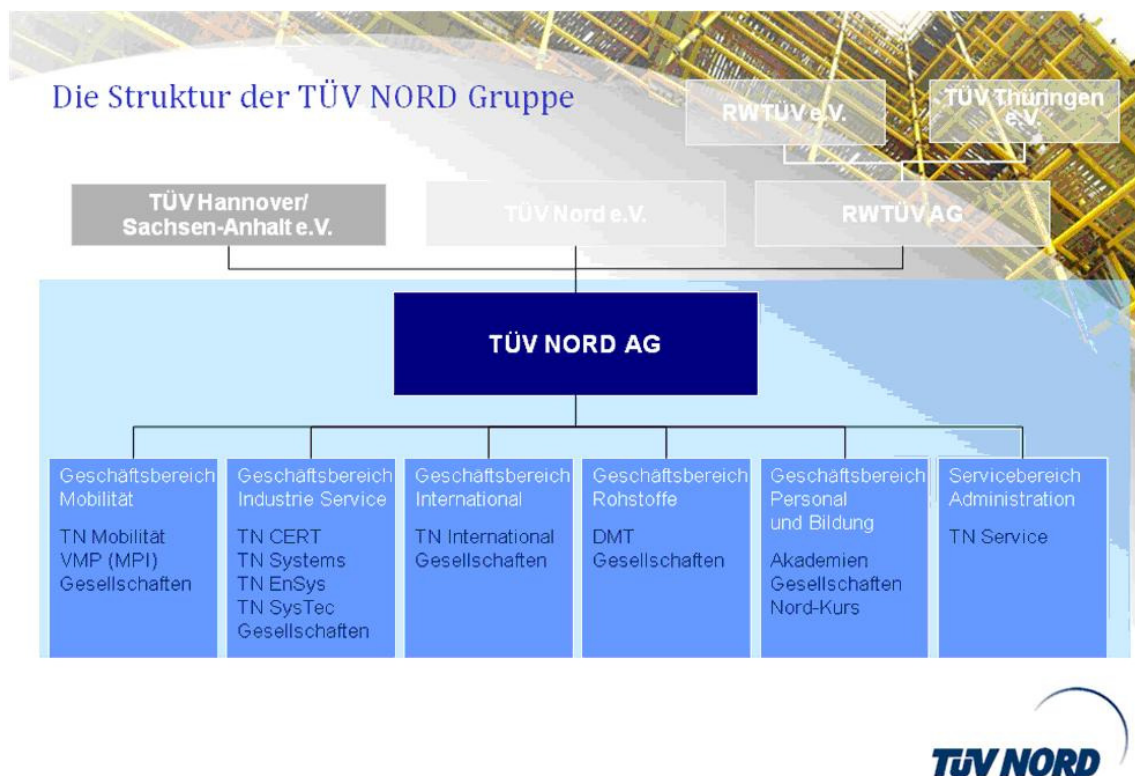 Die Struktur der TÜV NORD Gruppe
RWTÜV e.V.
TÜV Thüringen
e.V.
TÜV Hannover/
Sachsen-Anhalt e.V.
TÜV Nord e.V.
RWTÜV AG
TÜV NORD AG
Geschäftsbereich
Mobilität
TN Mobilität
VMP (MPI)
Gesellschaften
Geschäftsbereich
Industrie Service
TN CERT
TN Systems
TN EnSys
TN SysTec
Gesellschaften
Geschäftsbereich
International
TN International
Gesellschaften
Geschäftsbereich
Rohstoffe
DMT
Gesellschaften
Geschäftsbereich
Personal
und Bildung
Akademien
Gesellschaften
Nord-Kurs
Servicebereich
Administration
TN Service
TÜV NORD